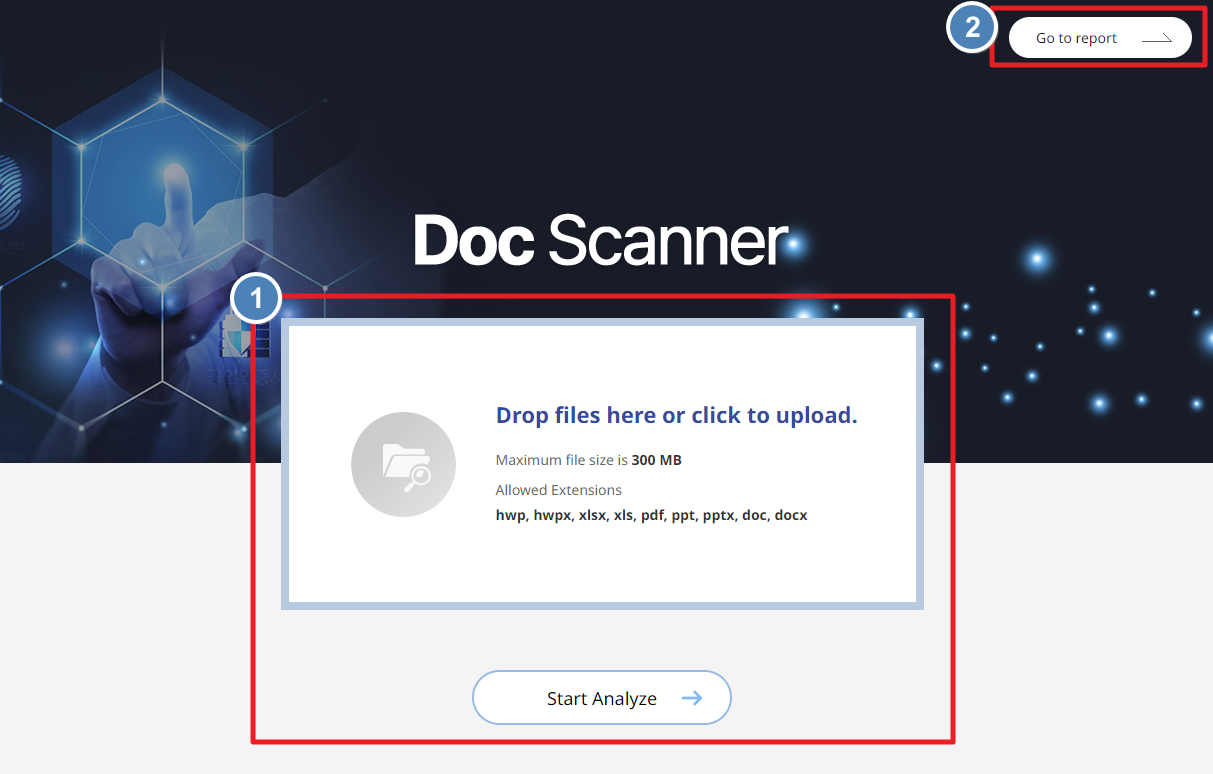 2
Go to report
Doc Scanner
1
Drop files here or click to upload.
Maximum file size is 300 MB
Allowed Extensions
hwp, hwpx, xlsx, xls, pdf, ppt, pptx, doc, docx
Start Analyze